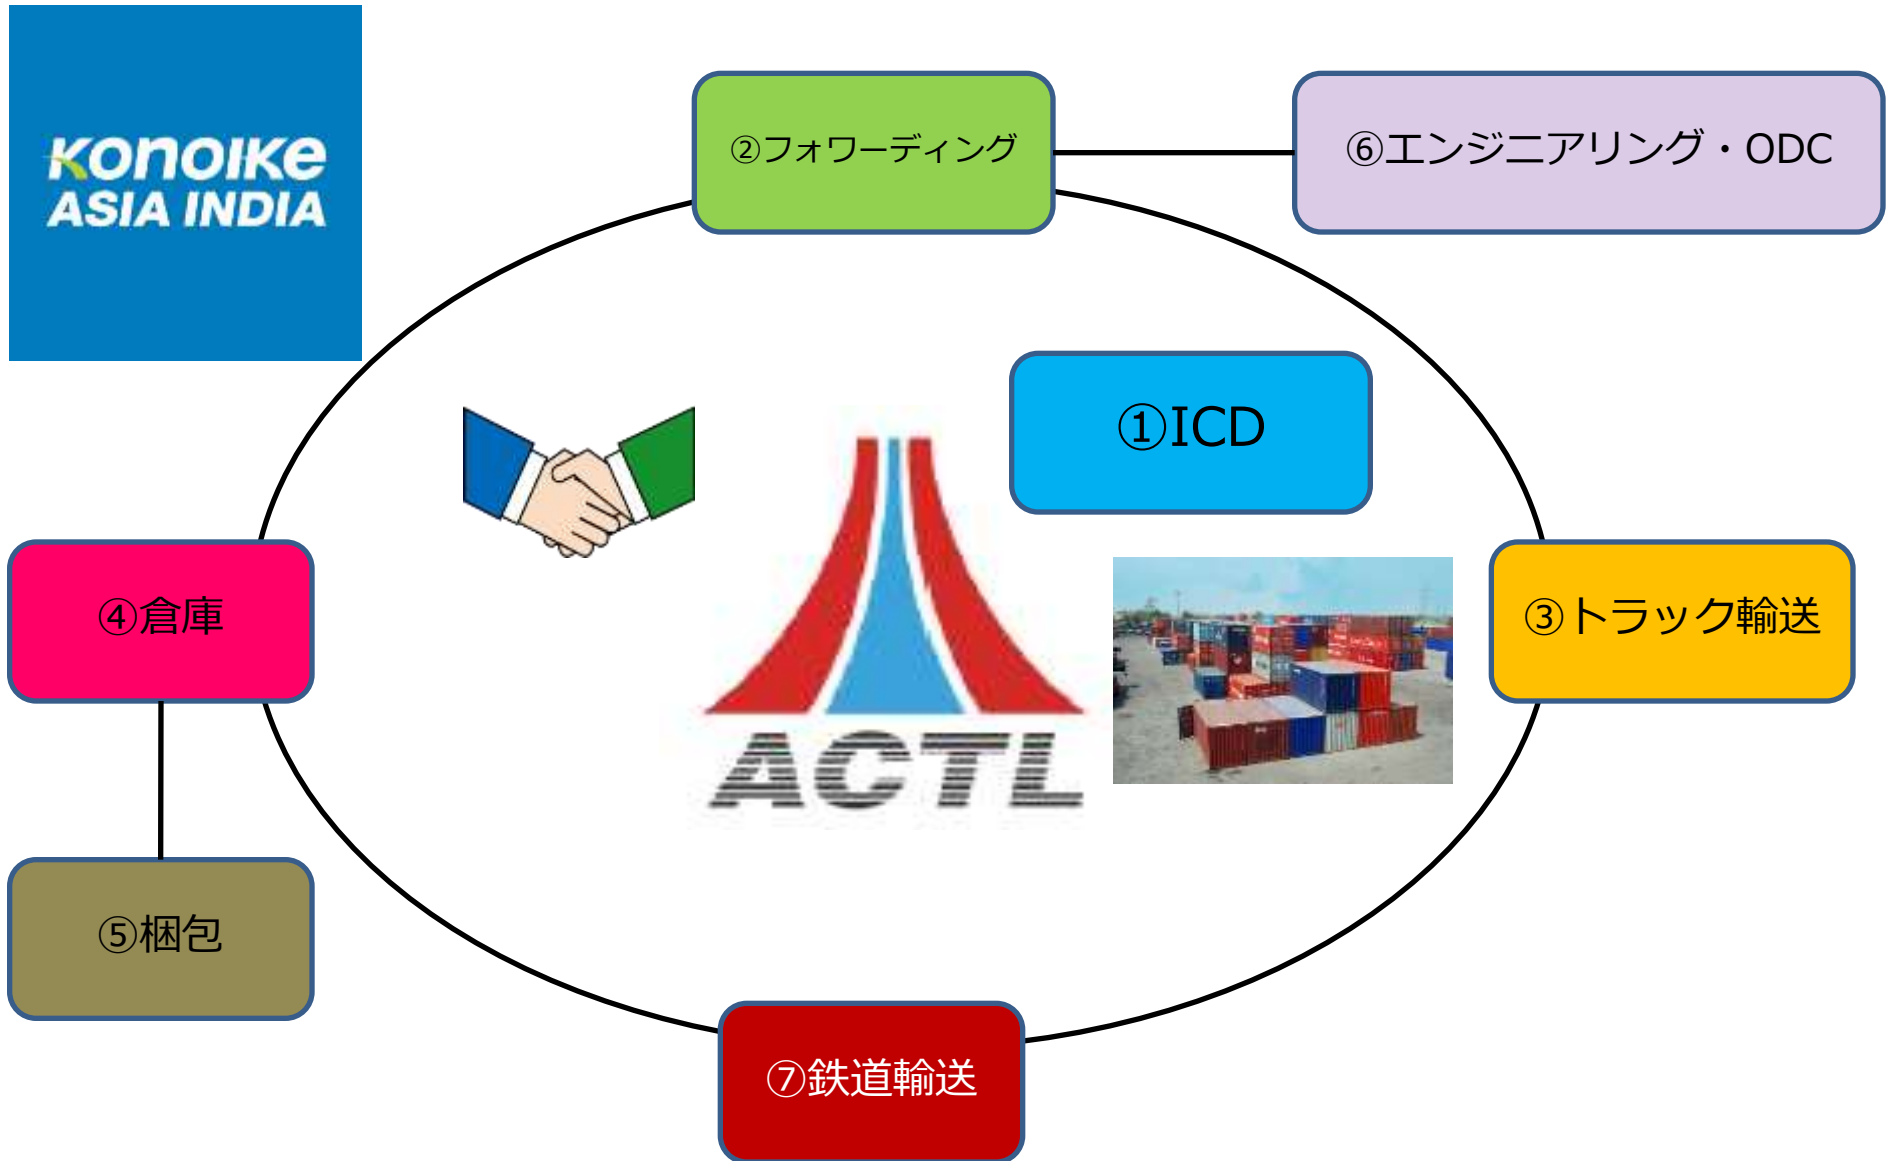 KONOIKE
ASIA INDIA
②フォワーディング
⑥エンジニアリング・ODC
①ICD
④倉庫
③トラック輸送
ACTL
⑤梱包
⑦鉄道輸送